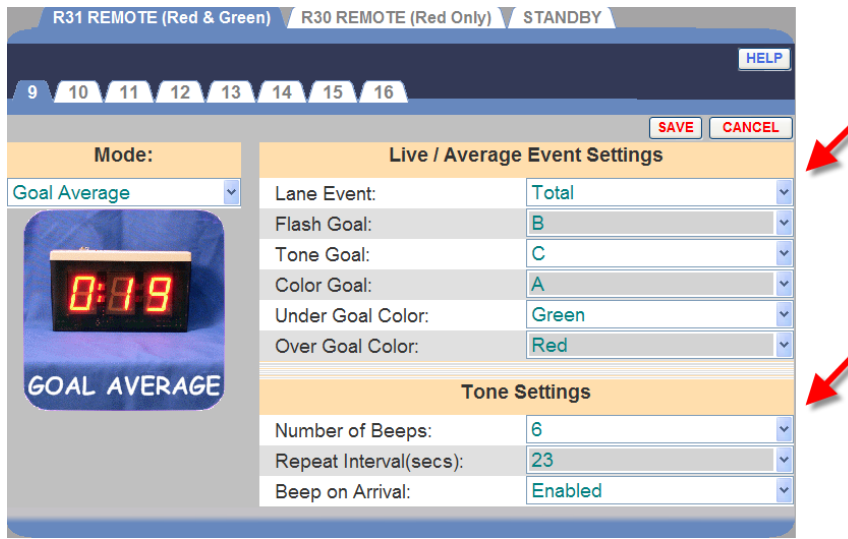 R31 REMOTE (Red & Green) R30 REMOTE (Red Only) STANDBY
HELP
9 10 11 12 13 14 15 16
SAVE CANCEL
Mode:
Goal Average
0:19
GOAL AVERAGE
Live / Average Event Settings
Lane Event: Total
Flash Goal: B
Tone Goal: C
Color Goal: A
Under Goal Color: Green
Over Goal Color: Red
Tone Settings
Number of Beeps: 6
Repeat Interval(secs): 23
Beep on Arrival: Enabled